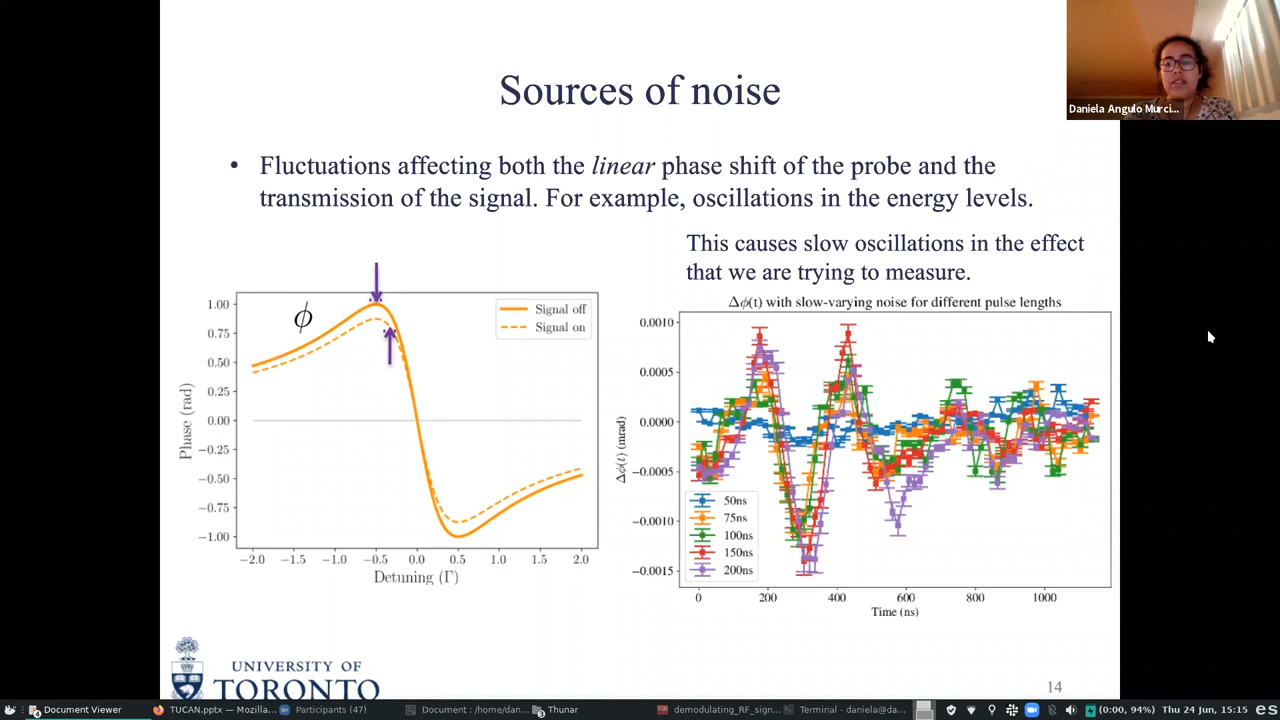 Daniela Angulo Murci...
Sources of noise
• Fluctuations affecting both the linear phase shift of the probe and the
transmission of the signal. For example, oscillations in the energy levels.
This causes slow oscillations in the effect
that we are trying to measure.
ϕ
Signal off
Signal on
1.00
0.75
0.50
0.25
0.00
−0.25
−0.50
−0.75
−1.00
Phase (rad)
−2.0 −1.5 −1.0 −0.5 0.0 0.5 1.0 1.5 2.0
Detuning (Γ)
Δϕ(t) with slow-varying noise for different pulse lengths
0.0010
0.0005
0.0000
−0.0005
−0.0010
−0.0015
Δϕ(t) (mrad)
50ns
75ns
100ns
150ns
200ns
0 200 400 600 800 1000
Time (ns)
UNIVERSITY OF
TORONTO
14
Document Viewer TUCAN.pptx — Mozilla... Participants (47) Document : /home/dan... Thunar demodulating_RF_sign... Terminal - daniela@da... (0:00, 94%) Thu 24 Jun, 15:15 es